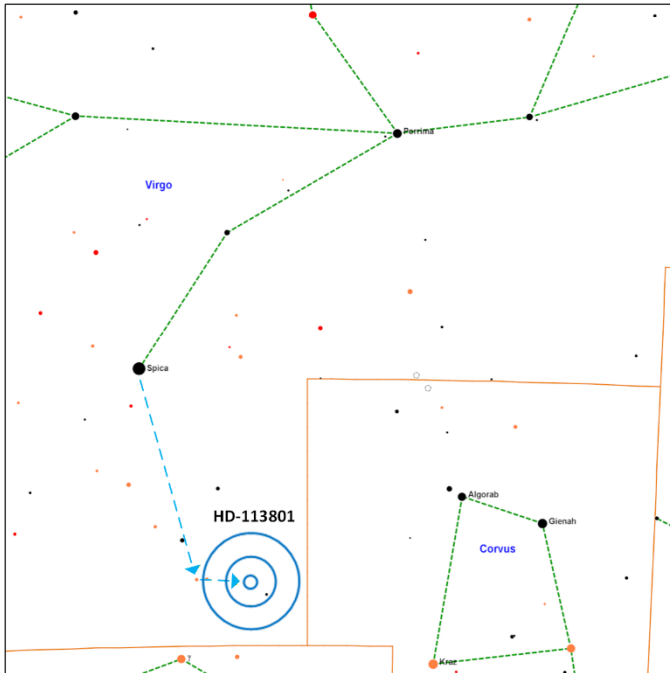 Porrima
Virgo
Spica
HD-113801
Algorab
Gienah
Corvus
Kraz
?